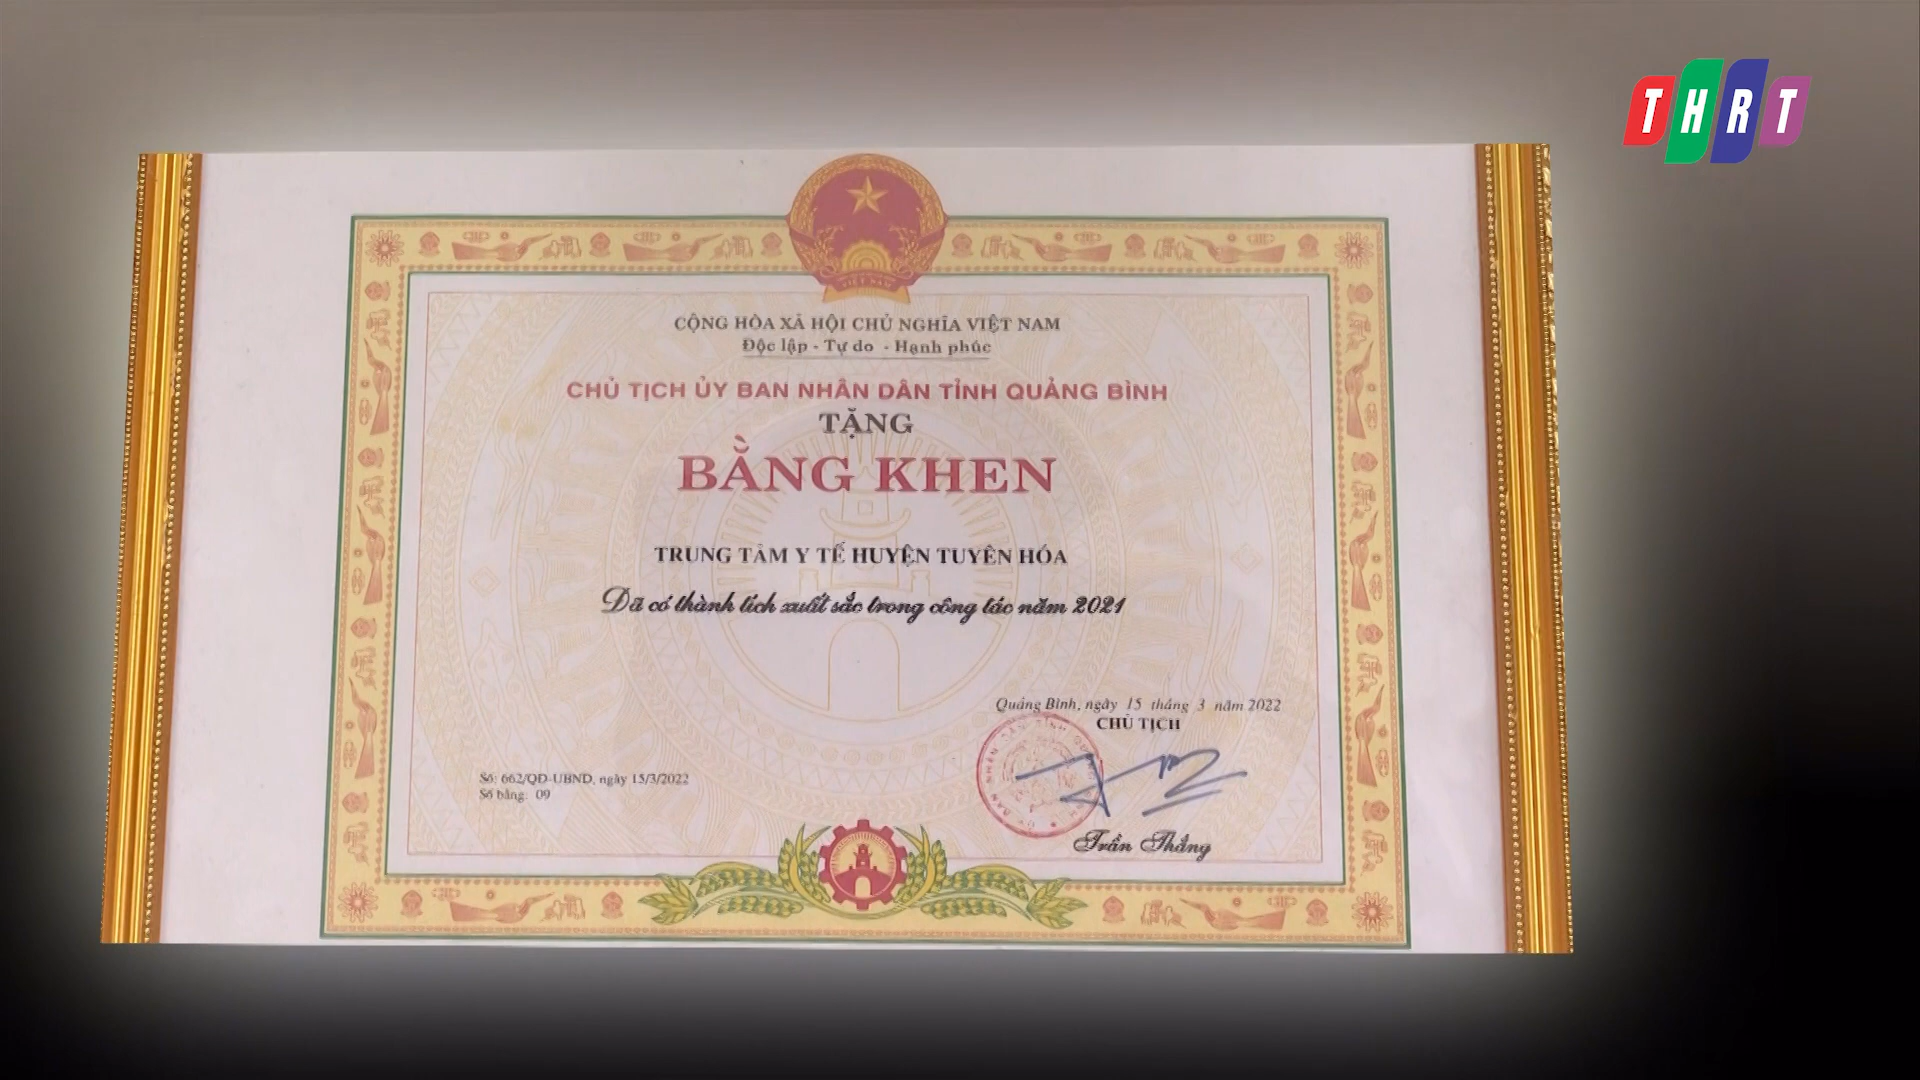 THRT
VIỆT NAM
CỘNG HÒA XÃ HỘI CHỦ NGHĨA VIỆT NAM
Độc lập - Tự do - Hạnh phúc
CHỦ TỊCH ỦY BAN NHÂN DÂN TỈNH QUẢNG BÌNH
TẶNG
BẰNG KHEN
TRUNG TÂM Y TẾ HUYỆN TUYÊN HÓA
Đã có thành tích xuất sắc trong công tác năm 2021
Quảng Bình, ngày 15 tháng 3 năm 2022
CHỦ TỊCH
Số: 662/QĐ-UBND, ngày 15/3/2022
Số bằng: 09
Trần Thắng